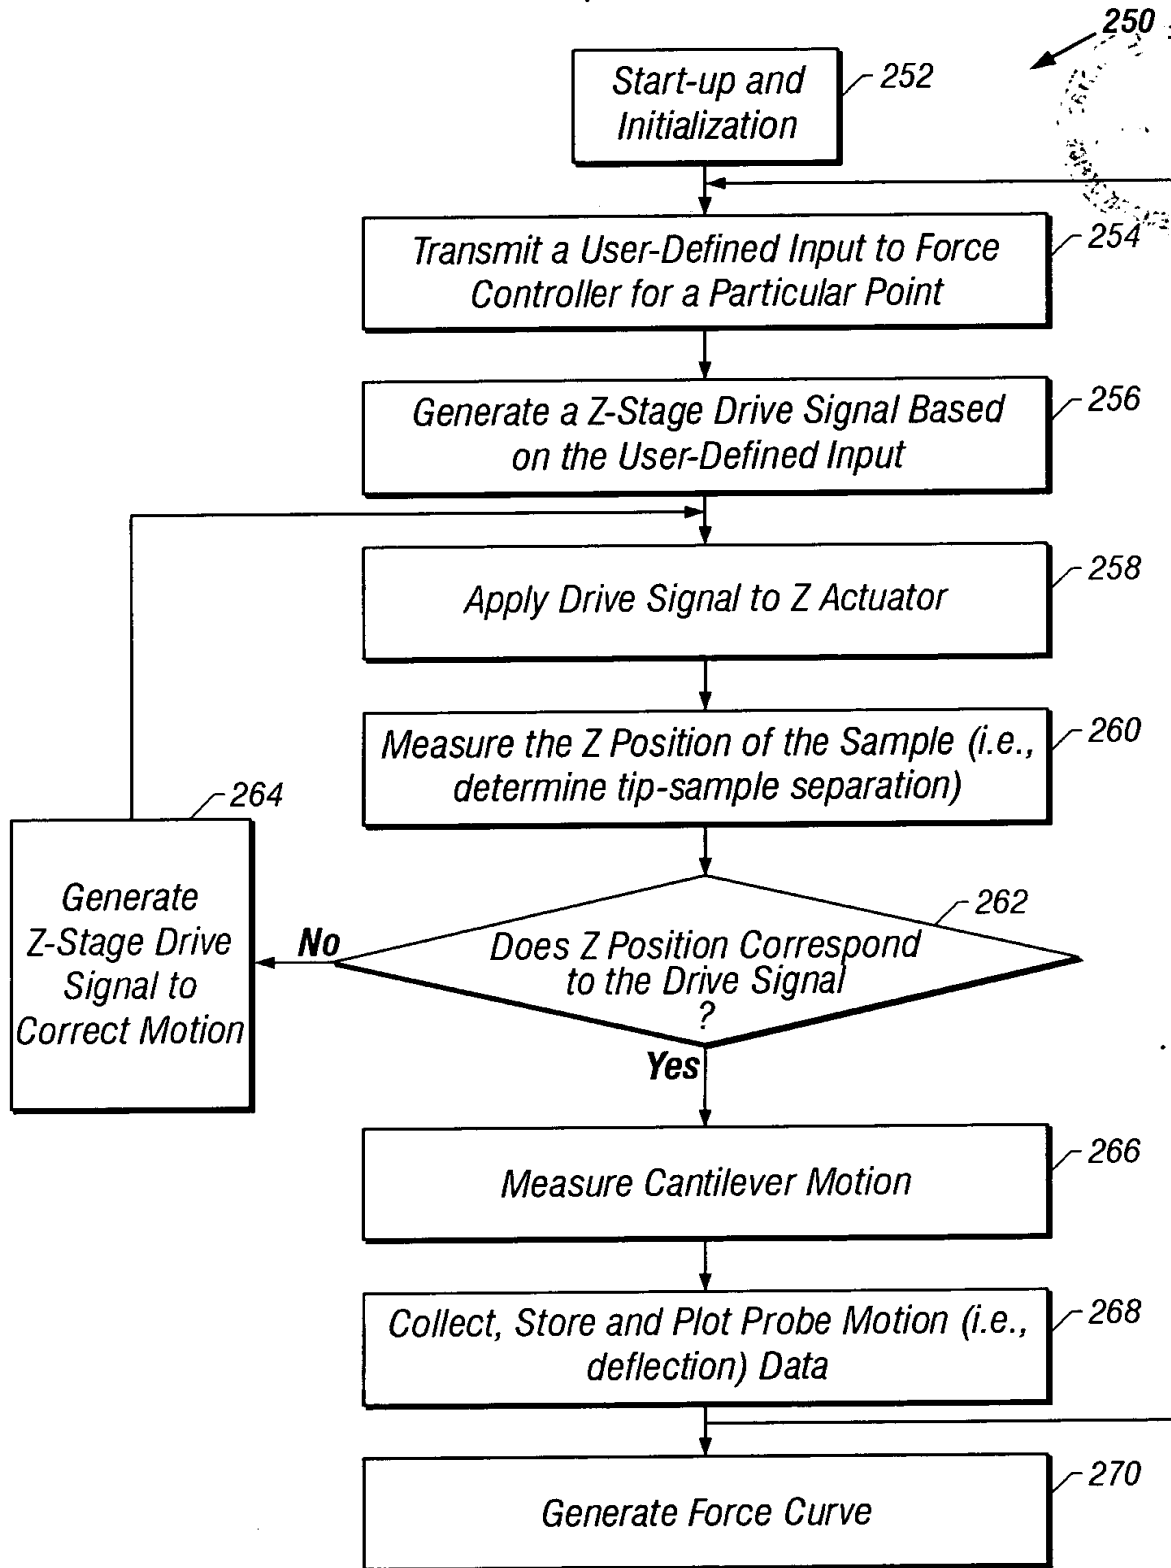 250
Start-up and
Initialization
252
Transmit a User-Defined Input to Force
Controller for a Particular Point
254
Generate a Z-Stage Drive Signal Based
on the User-Defined Input
256
Apply Drive Signal to Z Actuator
258
Measure the Z Position of the Sample (i.e.,
determine tip-sample separation)
260
264
Generate
Z-Stage Drive
Signal to
Correct Motion
No
262
Does Z Position Correspond
to the Drive Signal
?
Yes
Measure Cantilever Motion
266
Collect, Store and Plot Probe Motion (i.e.,
deflection) Data
268
Generate Force Curve
270